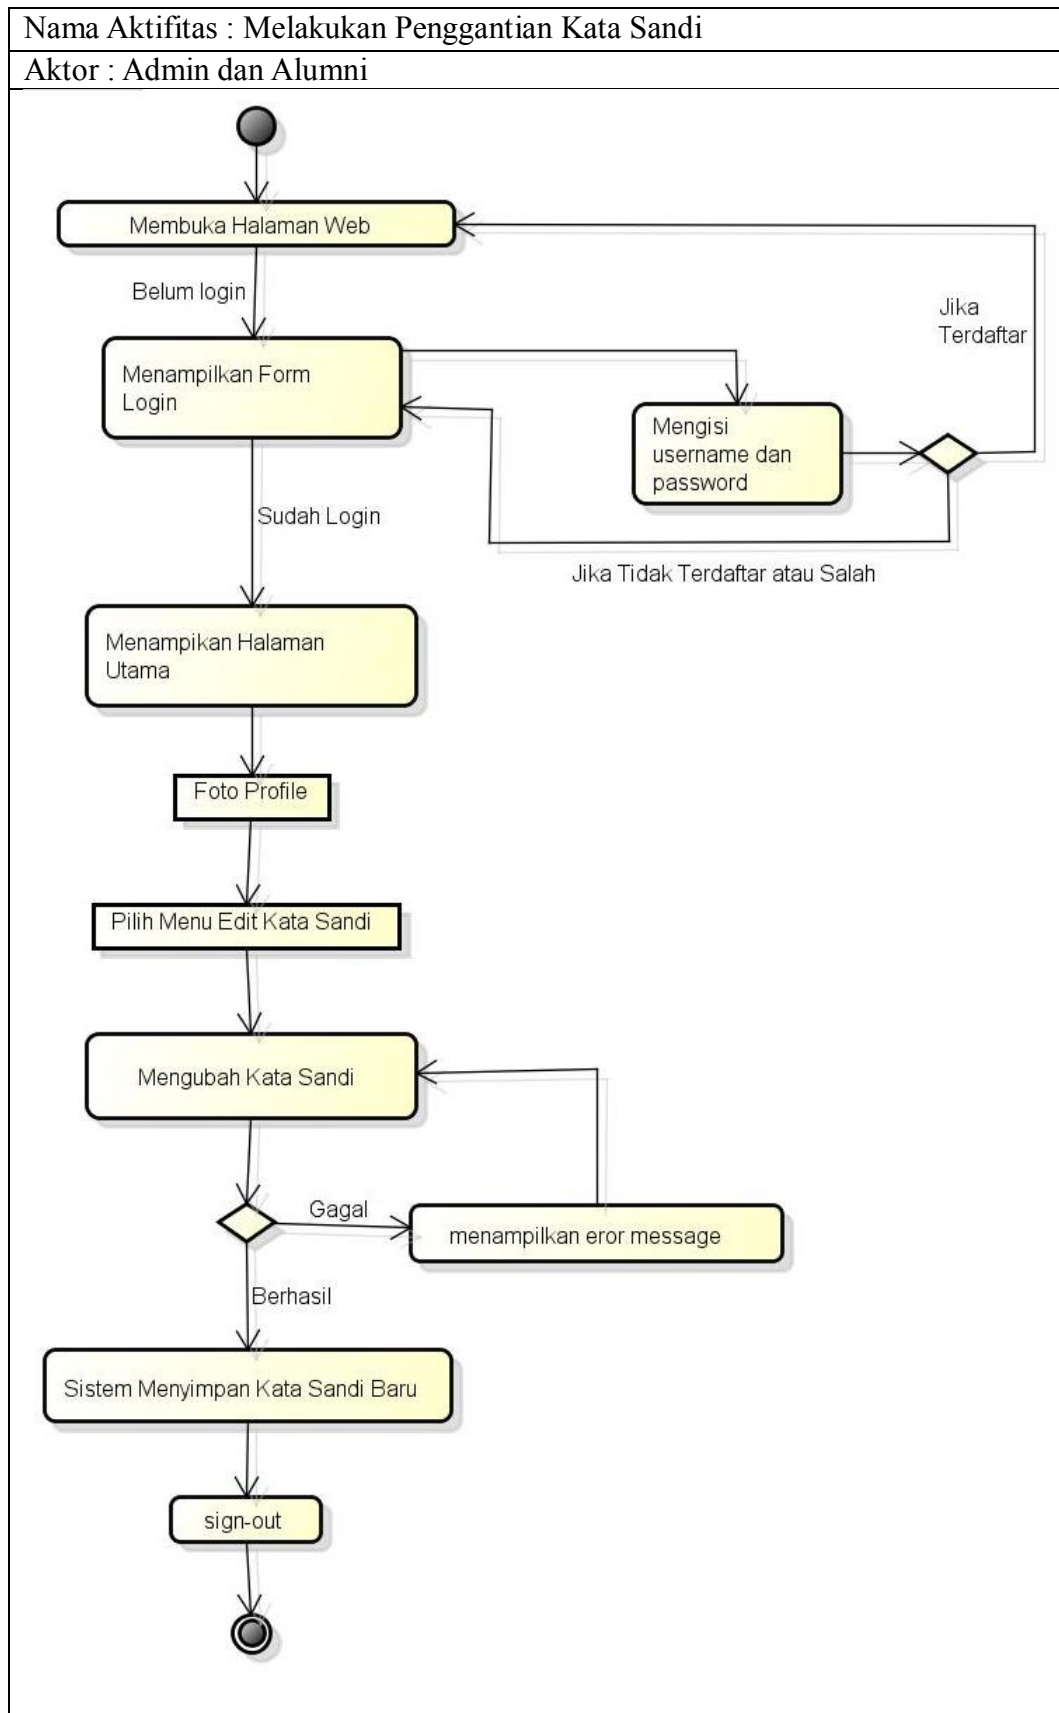 Nama Aktifitas : Melakukan Penggantian Kata Sandi
Aktor : Admin dan Alumni
Membuka Halaman Web
Belum login
Jika
Terdaftar
Menampilkan Form
Login
Mengisi
username dan
password
Sudah Login
Jika Tidak Terdaftar atau Salah
Menampikan Halaman
Utama
Foto Profile
Pilih Menu Edit Kata Sandi
Mengubah Kata Sandi
Gagal
menampilkan eror message
Berhasil
Sistem Menyimpan Kata Sandi Baru
sign-out